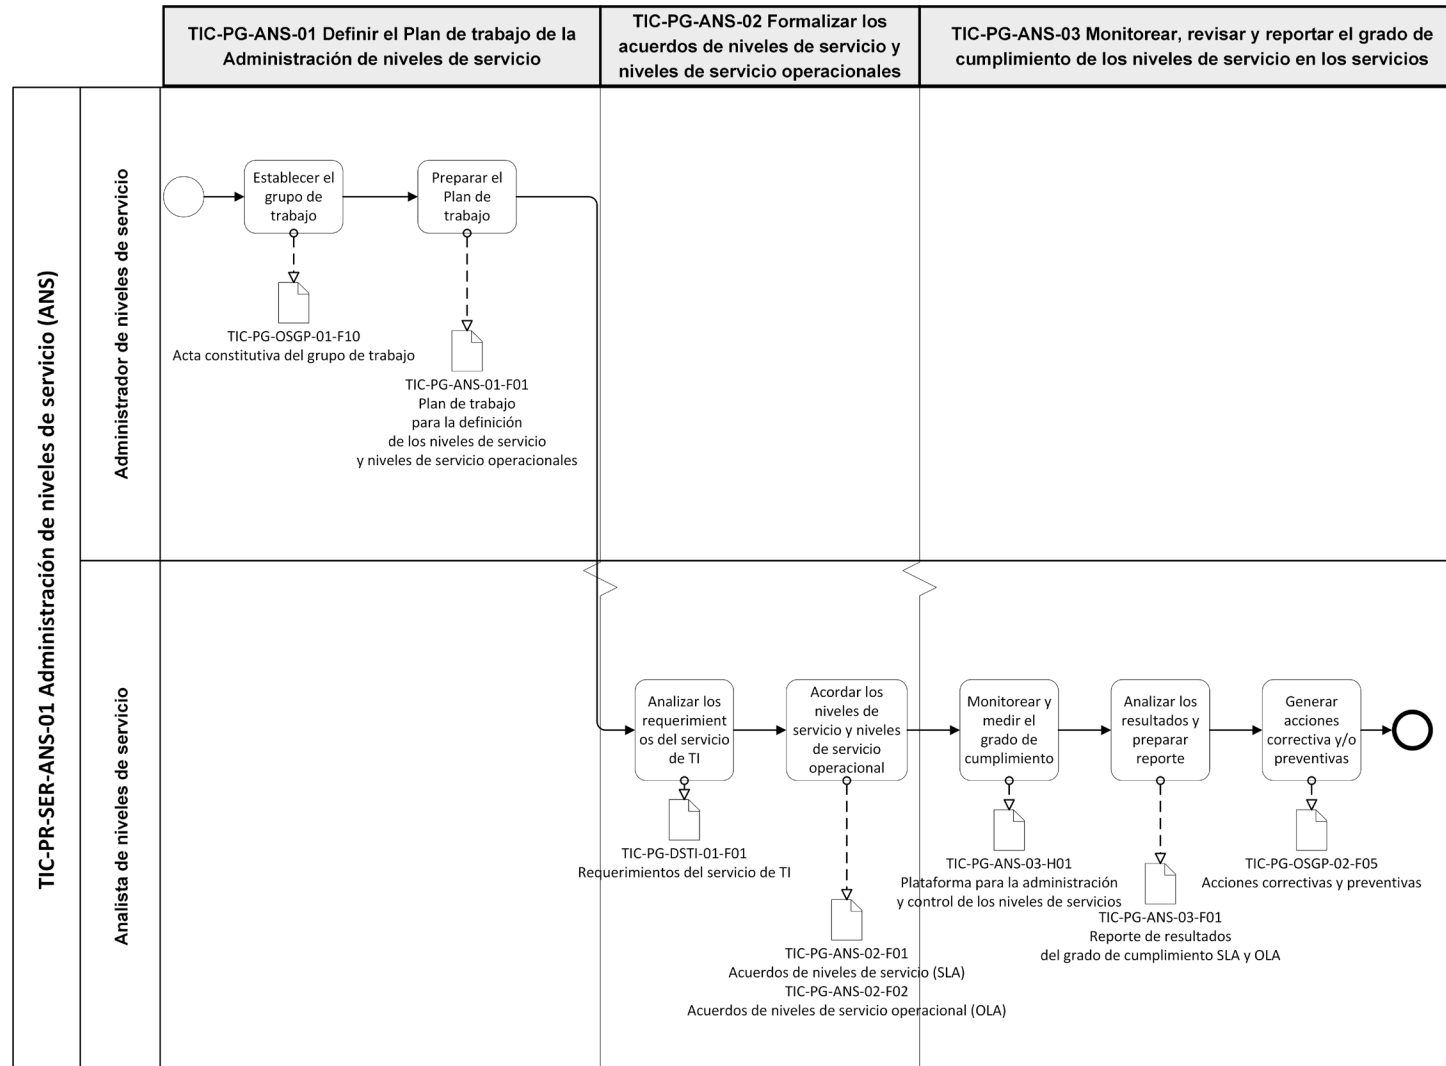 TIC-PG-ANS-01 Definir el Plan de trabajo de la
Administración de niveles de servicio
TIC-PG-ANS-02 Formalizar los
acuerdos de niveles de servicio y
niveles de servicio operacionales
TIC-PG-ANS-03 Monitorear, revisar y reportar el grado de
cumplimiento de los niveles de servicio en los servicios
TIC-PR-SER-ANS-01 Administración de niveles de servicio (ANS)
Administrador de niveles de servicio
Establecer el
grupo de
trabajo
Preparar el
Plan de
trabajo
TIC-PG-OSGP-01-F10
Acta constitutiva del grupo de trabajo
TIC-PG-ANS-01-F01
Plan de trabajo
para la definición
de los niveles de servicio
y niveles de servicio operacionales
Analista de niveles de servicio
Analizar los
requerimient
os del servicio
de TI
Acordar los
niveles de
servicio y niveles
de servicio
operacional
Monitorear y
medir el
grado de
cumplimiento
Analizar los
resultados y
preparar
reporte
Generar
acciones
correctiva y/o
preventivas
TIC-PG-DSTI-01-F01
Requerimientos del servicio de TI
TIC-PG-ANS-02-F01
Acuerdos de niveles de servicio (SLA)
TIC-PG-ANS-02-F02
Acuerdos de niveles de servicio operacional (OLA)
TIC-PG-ANS-03-H01
Plataforma para la administración
y control de los niveles de servicios
TIC-PG-ANS-03-F01
Reporte de resultados
del grado de cumplimiento SLA y OLA
TIC-PG-OSGP-02-F05
Acciones correctivas y preventivas